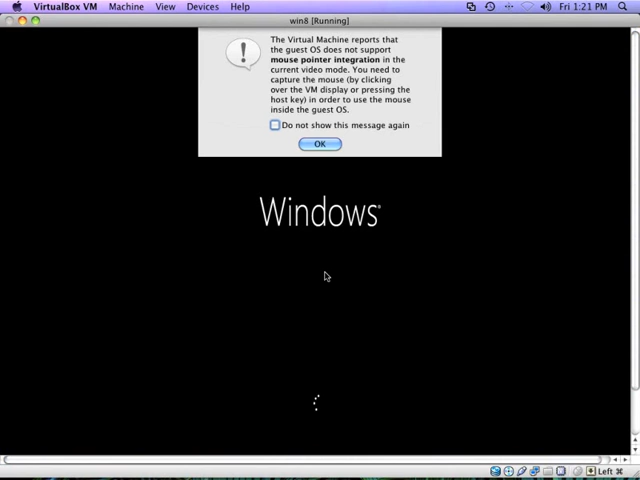 VirtualBox VM Machine View Devices Help Fri 1:21 PM
win8 [Running]
The Virtual Machine reports that
the guest OS does not support
mouse pointer integration in the
current video mode. You need to
capture the mouse (by clicking
over the VM display or pressing the
host key) in order to use the mouse
inside the guest OS.
Do not show this message again
OK
Windows®
Left ⌘